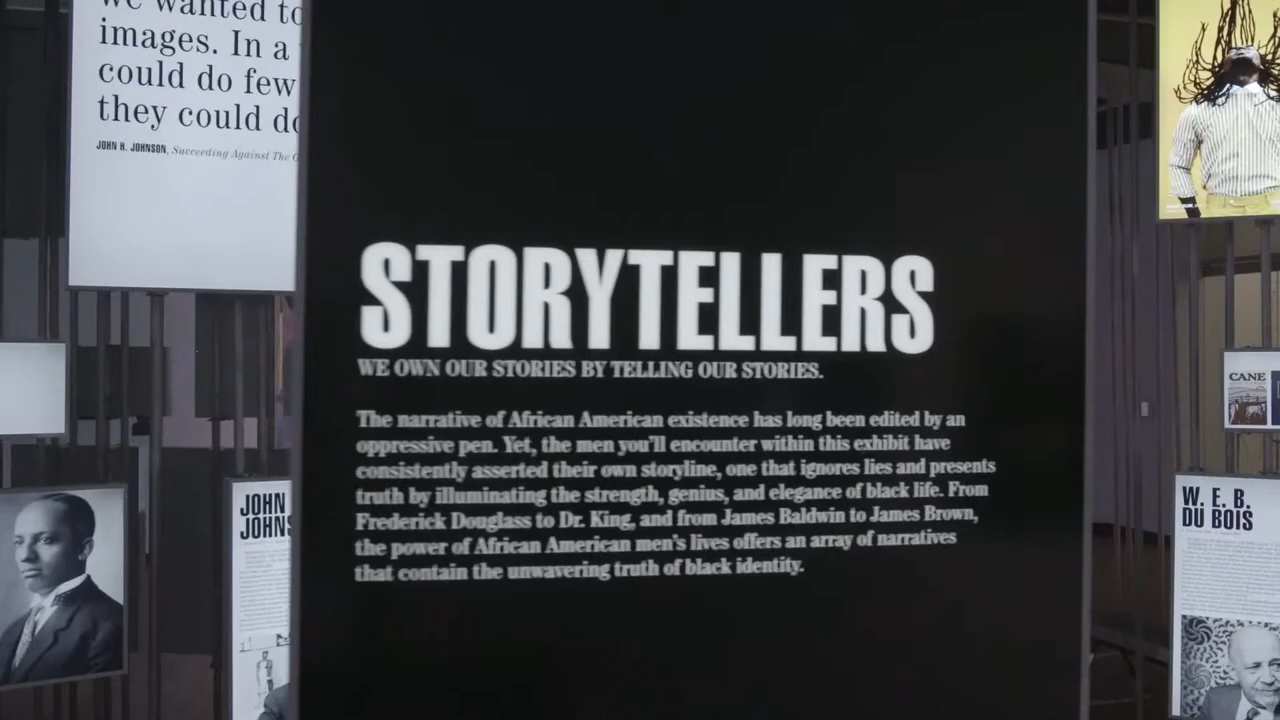 we wanted to
images. In a
could do few
they could do
JOHN H. JOHNSON, Succeeding Against The O
STORYTELLERS
WE OWN OUR STORIES BY TELLING OUR STORIES.
The narrative of African American existence has long been edited by an
oppressive pen. Yet, the men you'll encounter within this exhibit have
consistently asserted their own storyline, one that ignores lies and presents
truth by illuminating the strength, genius, and elegance of black life. From
Frederick Douglass to Dr. King, and from James Baldwin to James Brown,
the power of African American men's lives offers an array of narratives
that contain the unwavering truth of black identity.
JOHN
JOHNS
CANE
W. E. B.
DU BOIS